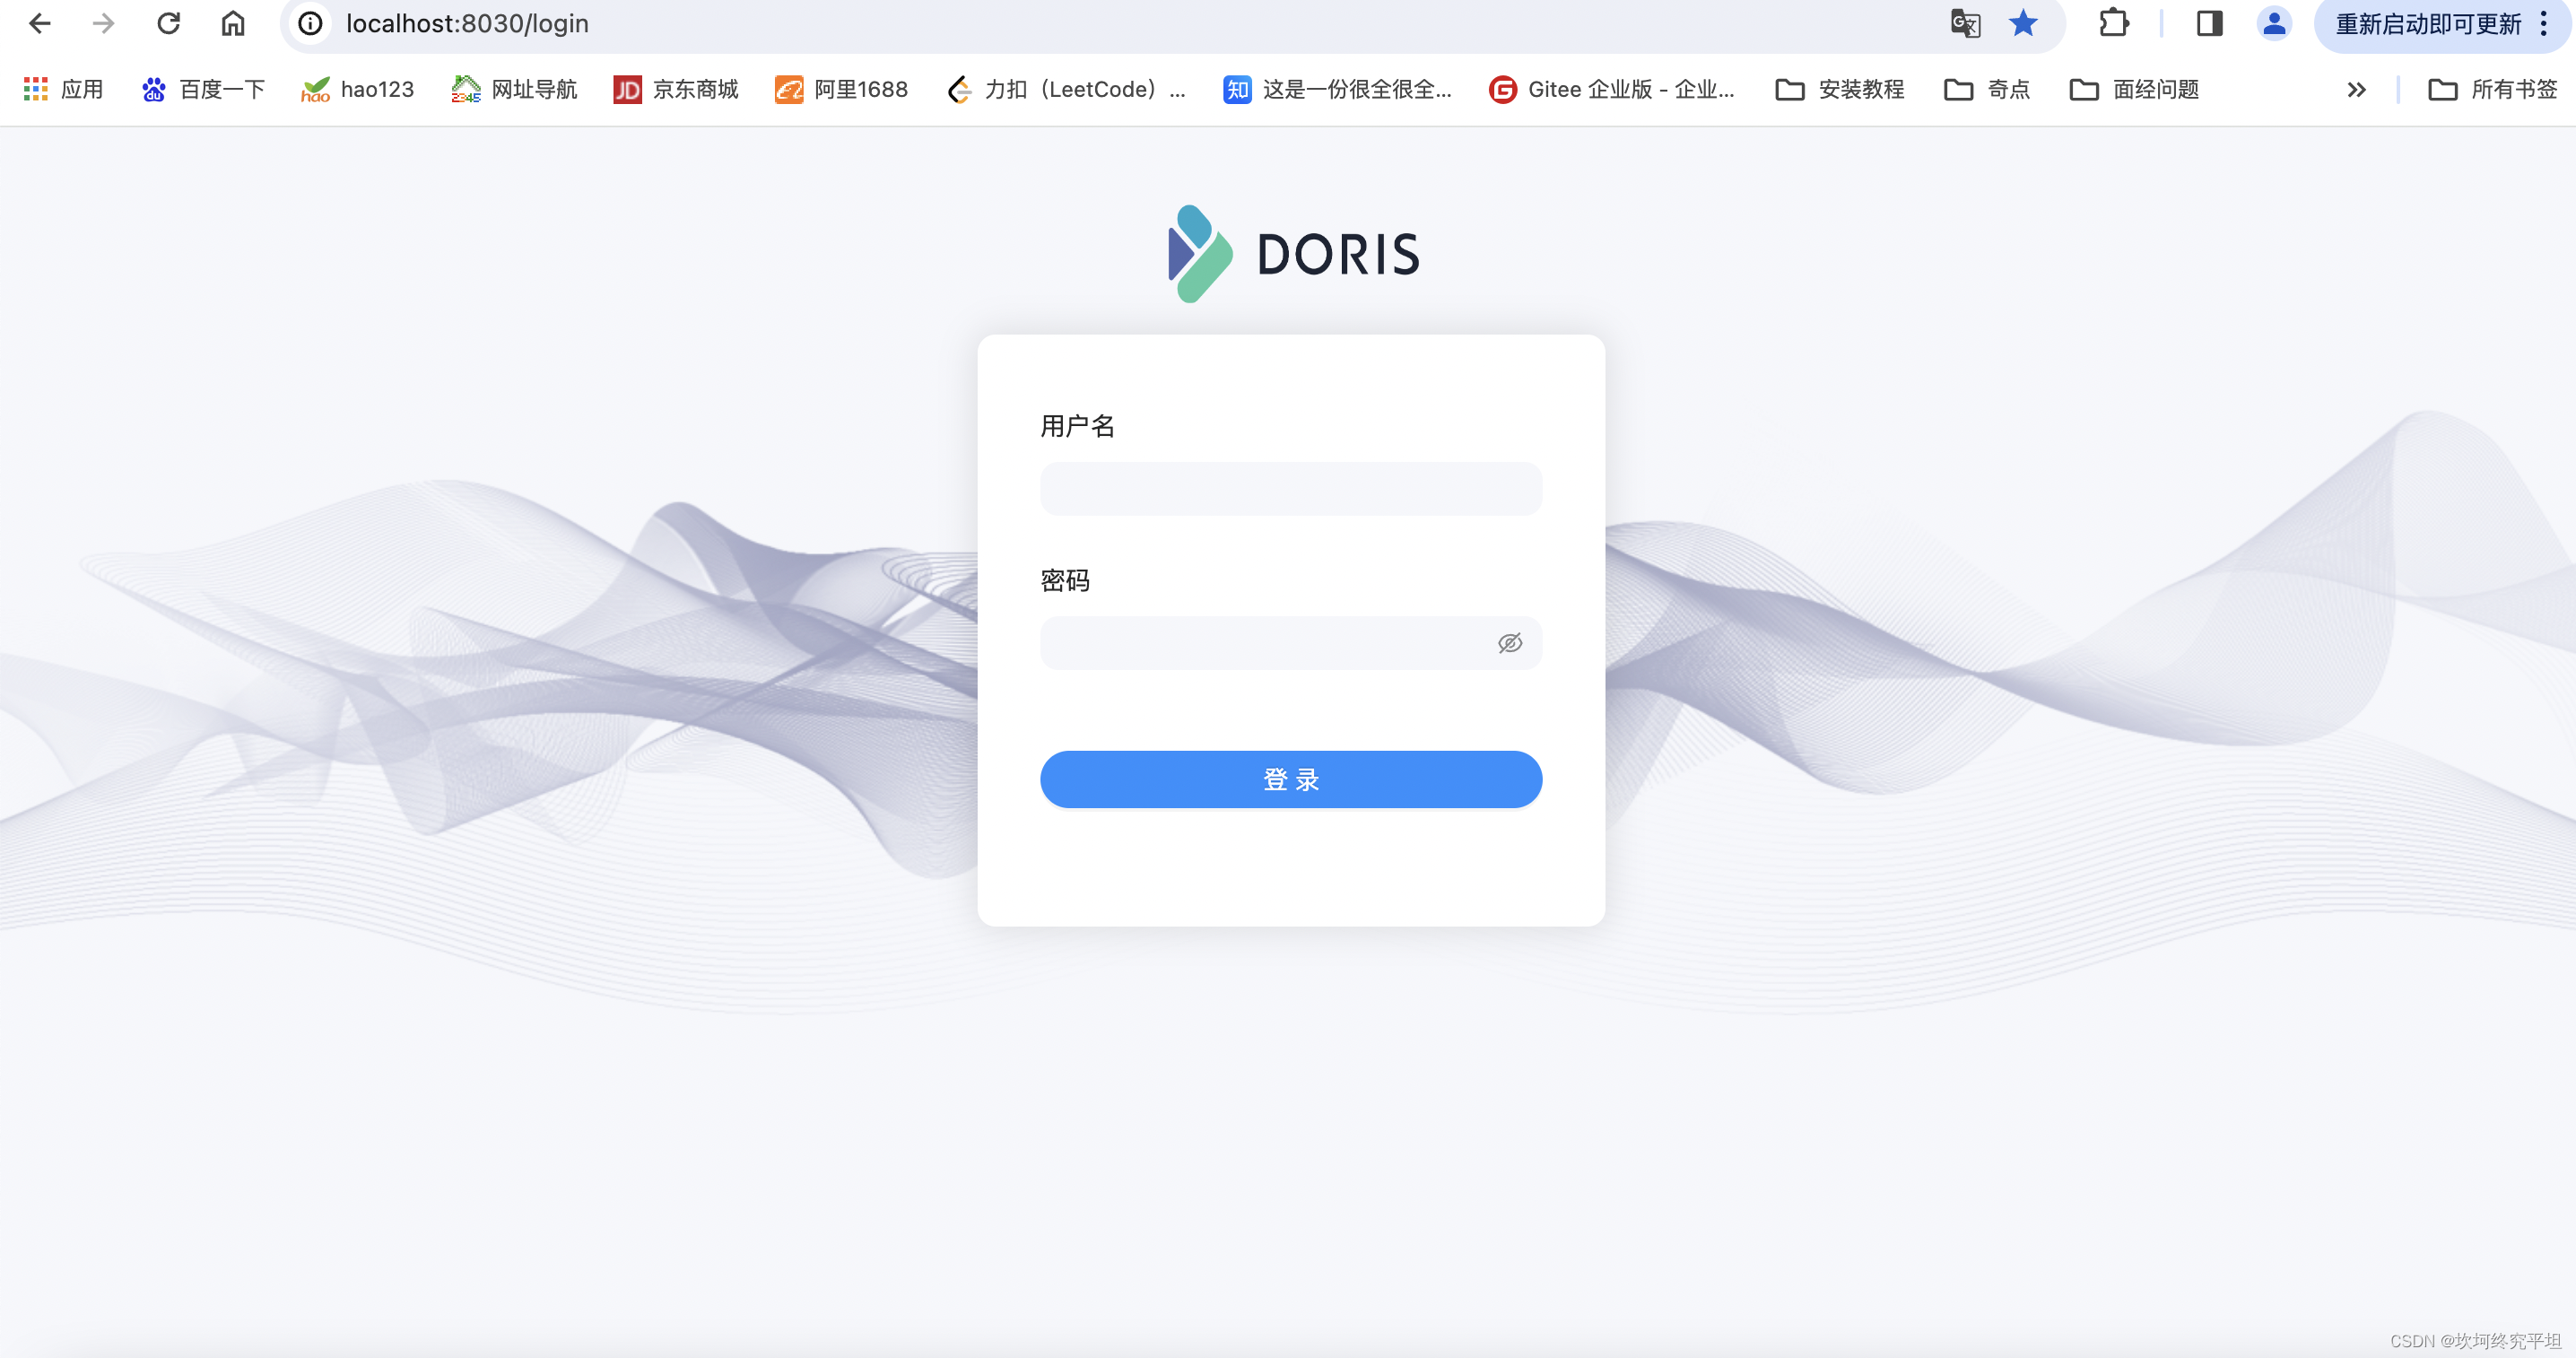 localhost:8030/login
重新启动即可更新
应用 百度一下 hao123 网址导航 京东商城 阿里1688 力扣（LeetCode）... 这是一份很全很全... Gitee 企业版 - 企业... 安装教程 奇点 面经问题 所有书签
DORIS
用户名
密码
登 录
CSDN @坎坷终究平坦